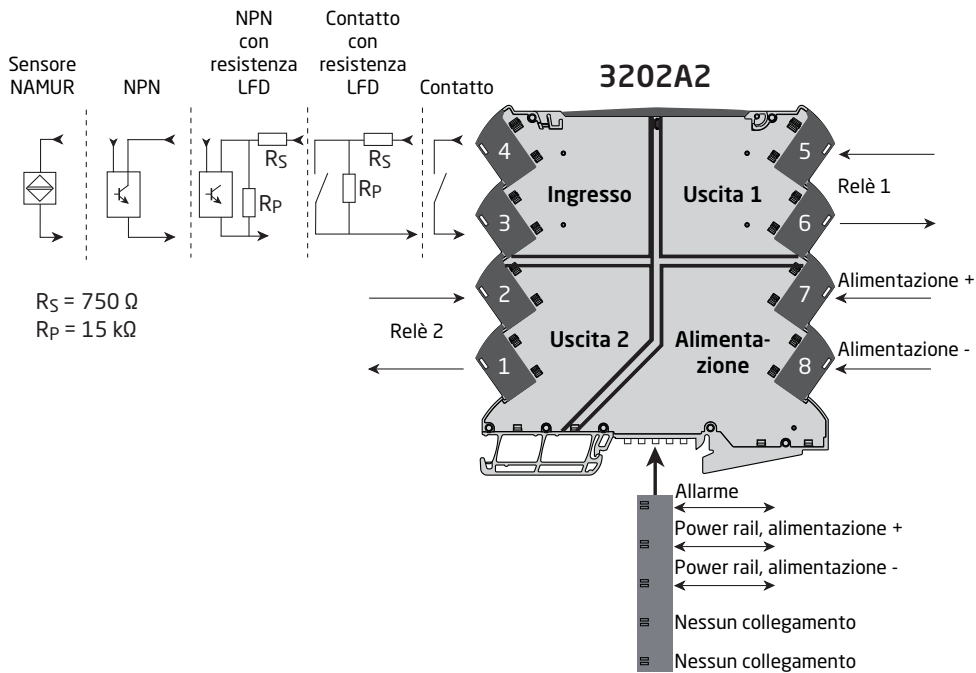 Sensore
NAMUR
NPN
NPN
con
resistenza
LFD
Contatto
con
resistenza
LFD
Contatto
3202A2
RS
RP
RS
RP
RS = 750 Ω
RP = 15 kΩ
4
3
2
1
5
6
7
8
Ingresso
Uscita 1
Uscita 2
Alimenta-
zione
Relè 1
Alimentazione +
Alimentazione -
Relè 2
Allarme
Power rail, alimentazione +
Power rail, alimentazione -
Nessun collegamento
Nessun collegamento